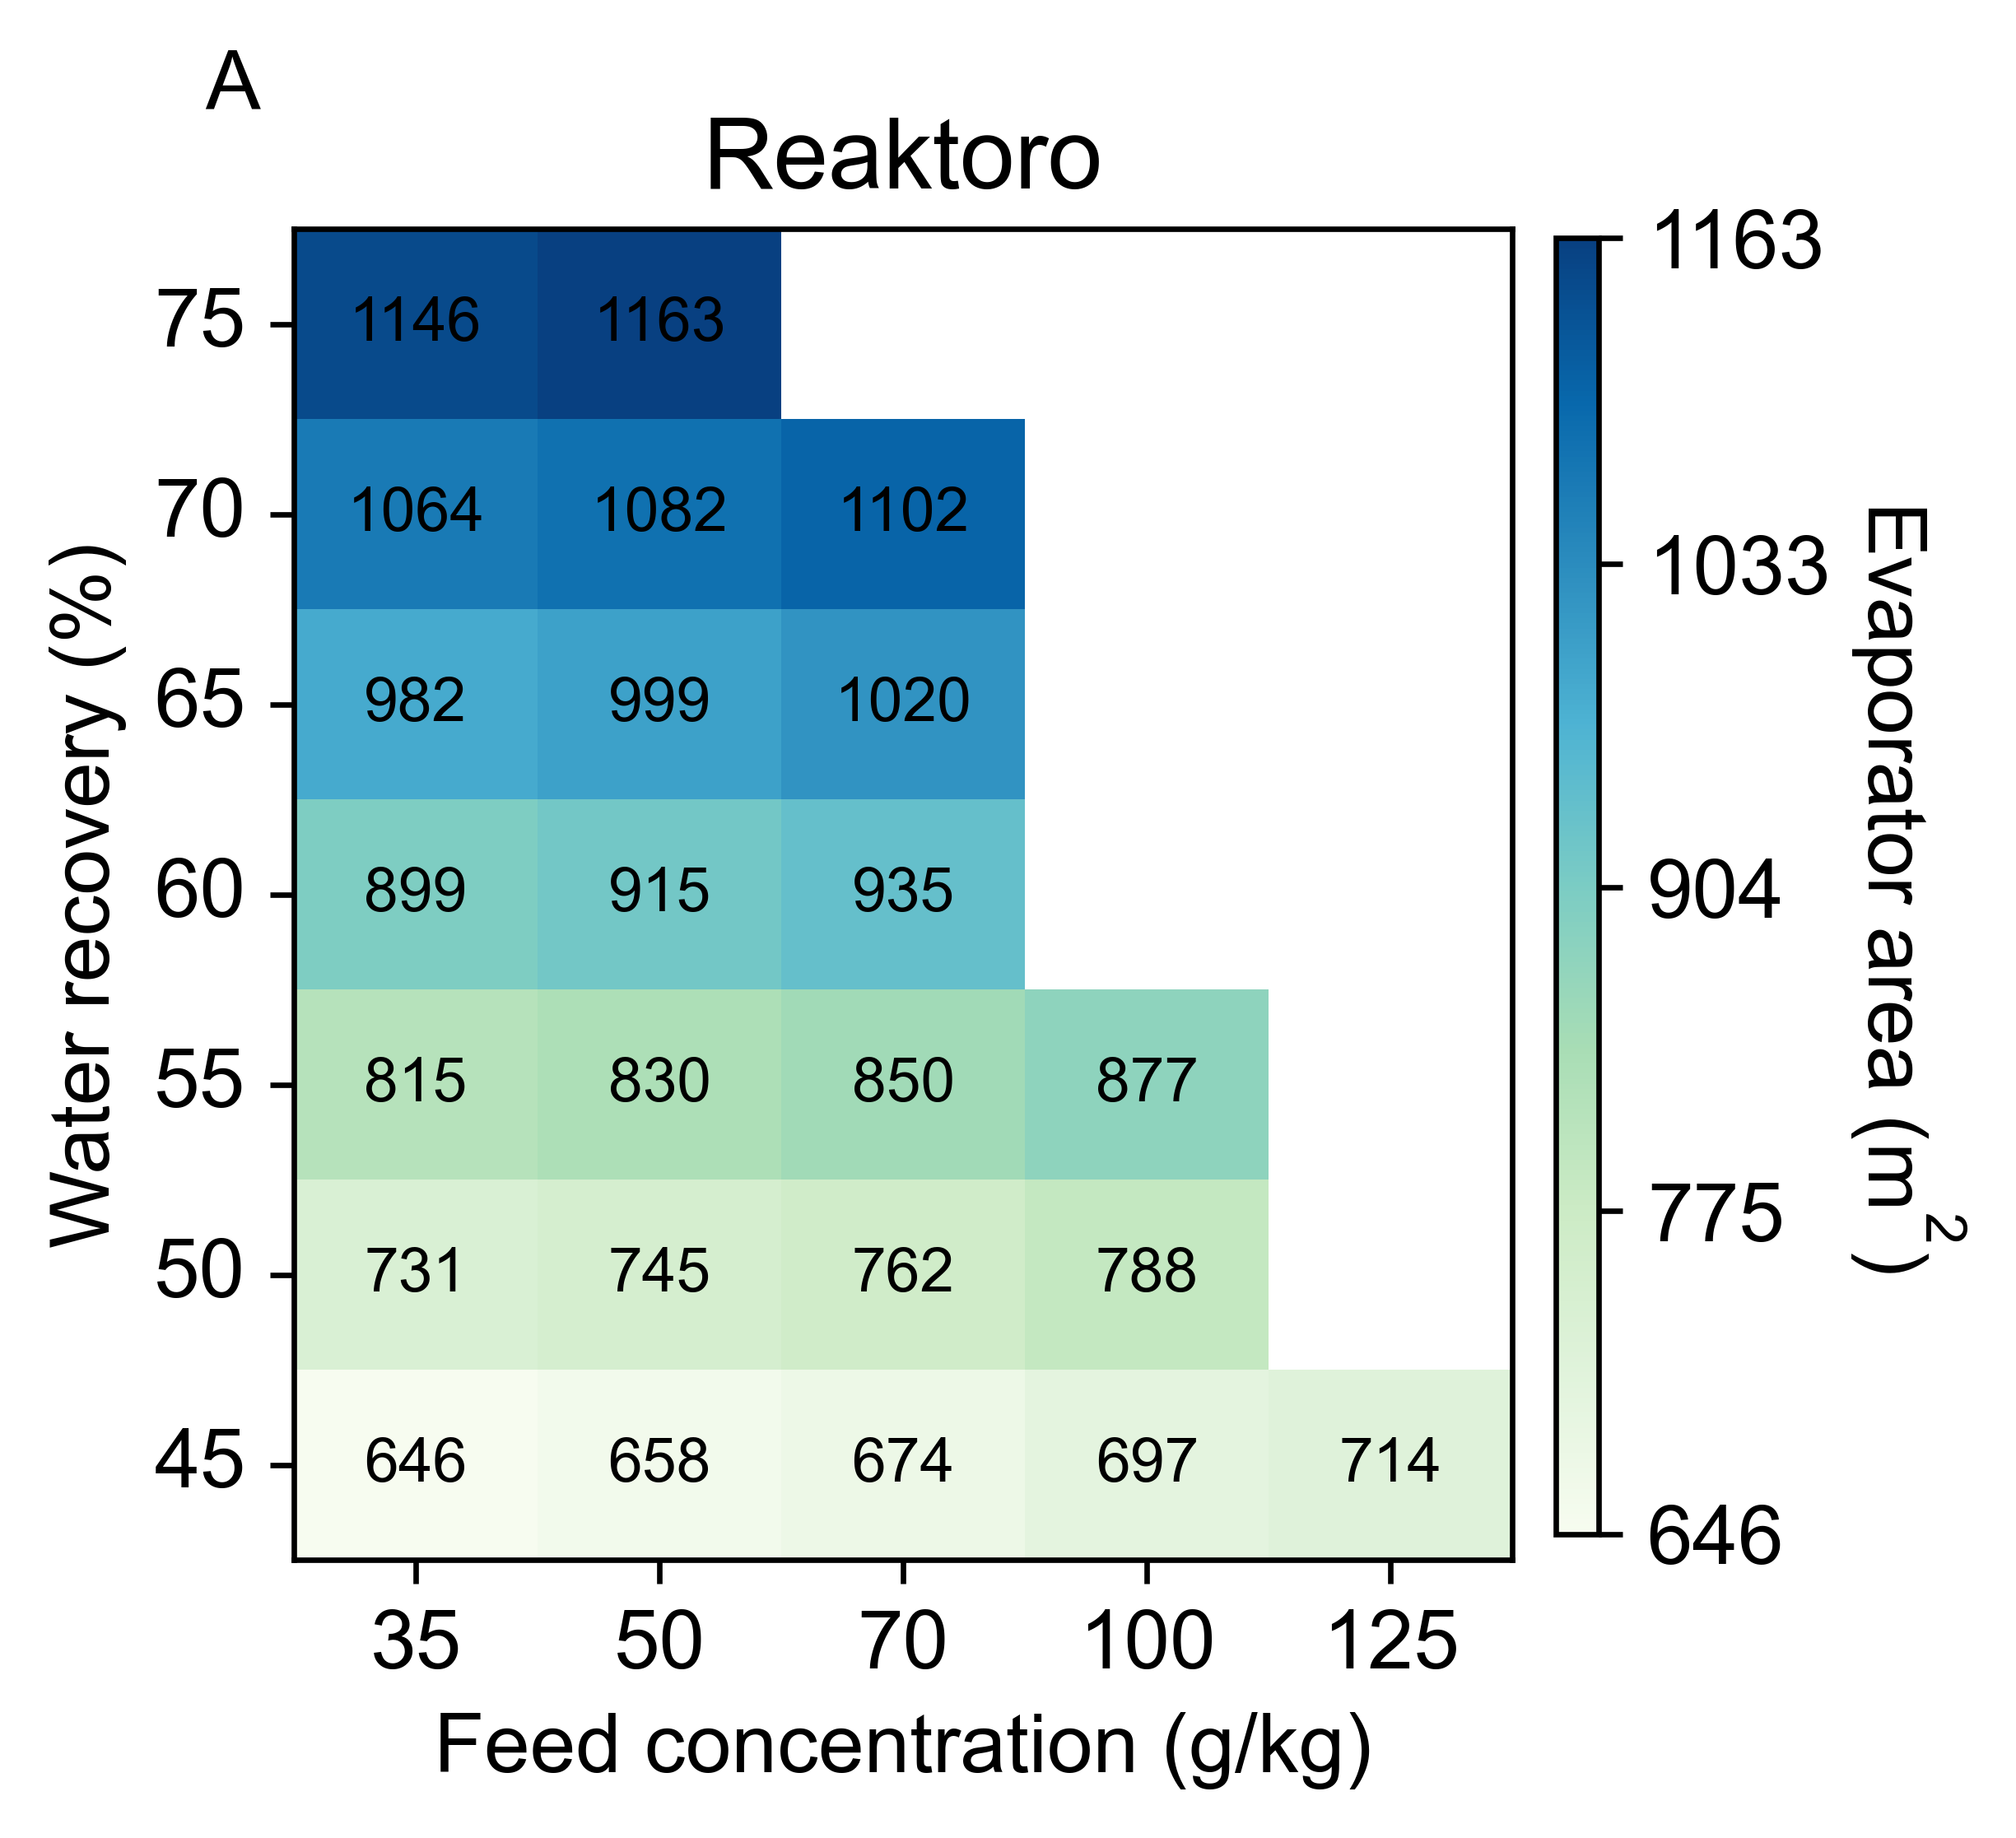 A
Reaktoro
75 1146 1163
70 1064 1082 1102
65 982 999 1020
60 899 915 935
55 815 830 850 877
50 731 745 762 788
45 646 658 674 697 714
35 50 70 100 125
Feed concentration (g/kg)
Water recovery (%)
1163
1033
904
775
646
Evaporator area (m²)